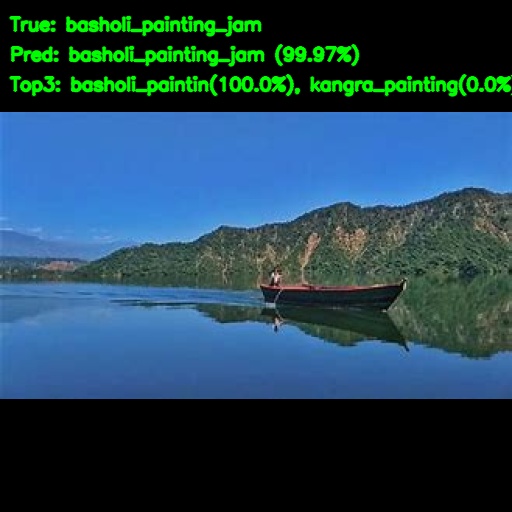 True: basholi_painting_jam
Pred: basholi_painting_jam (99.97%)
Top3: basholi_paintin(100.0%), kangra_painting(0.0%)